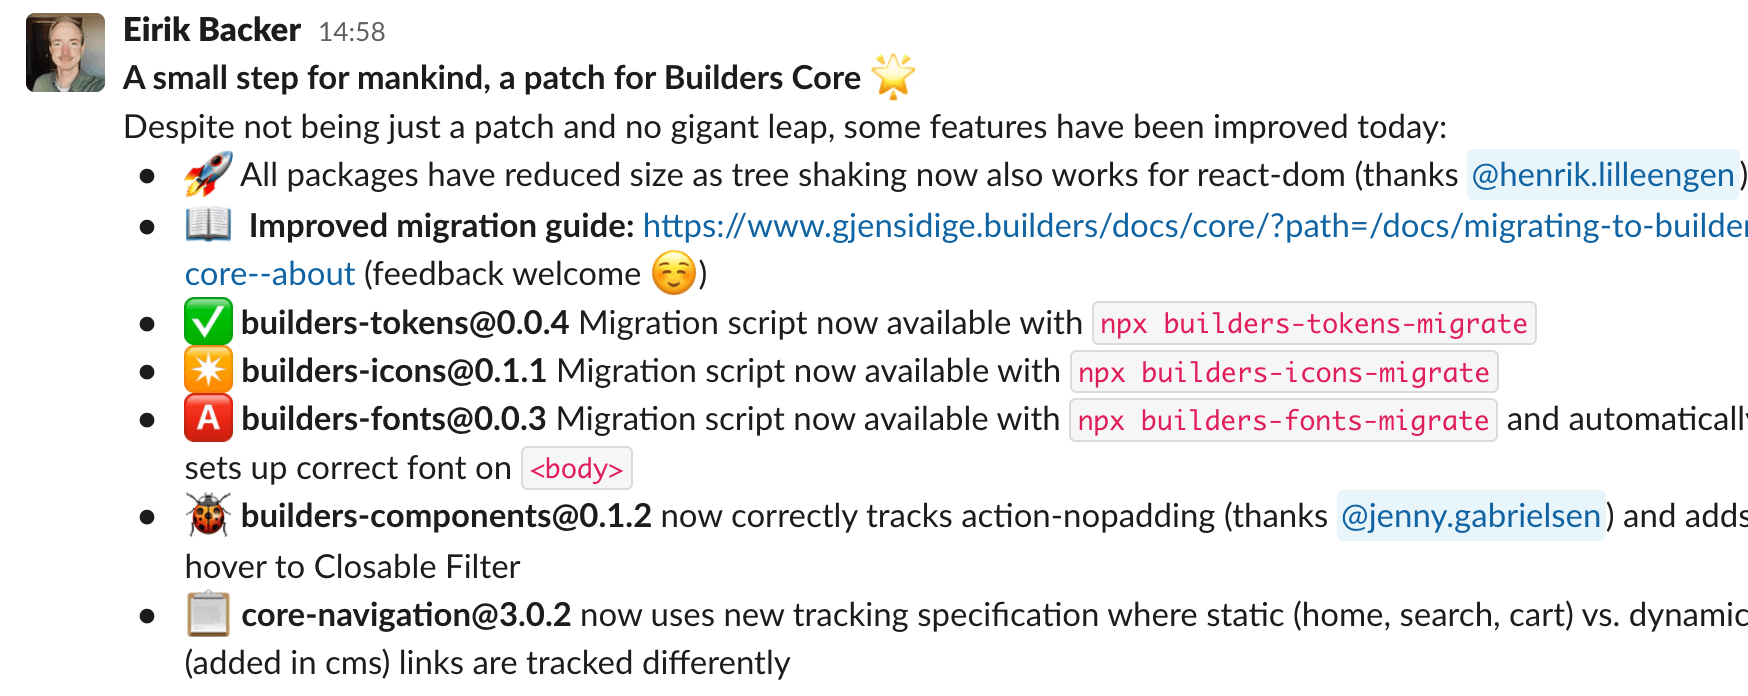 Eirik Backer 14:58
A small step for mankind, a patch for Builders Core 🌟
Despite not being just a patch and no gigant leap, some features have been improved today:
• 🚀 All packages have reduced size as tree shaking now also works for react-dom (thanks @henrik.lilleengen)
• 📖 Improved migration guide: https://www.gjensidige.builders/docs/core/?path=/docs/migrating-to-builder
core--about (feedback welcome ☺️)
• ✅ builders-tokens@0.0.4 Migration script now available with npx builders-tokens-migrate
• ✴️ builders-icons@0.1.1 Migration script now available with npx builders-icons-migrate
• 🅰️ builders-fonts@0.0.3 Migration script now available with npx builders-fonts-migrate and automatically
sets up correct font on <body>
• 🐞 builders-components@0.1.2 now correctly tracks action-nopadding (thanks @jenny.gabrielsen) and adds
hover to Closable Filter
• 📋 core-navigation@3.0.2 now uses new tracking specification where static (home, search, cart) vs. dynamic
(added in cms) links are tracked differently